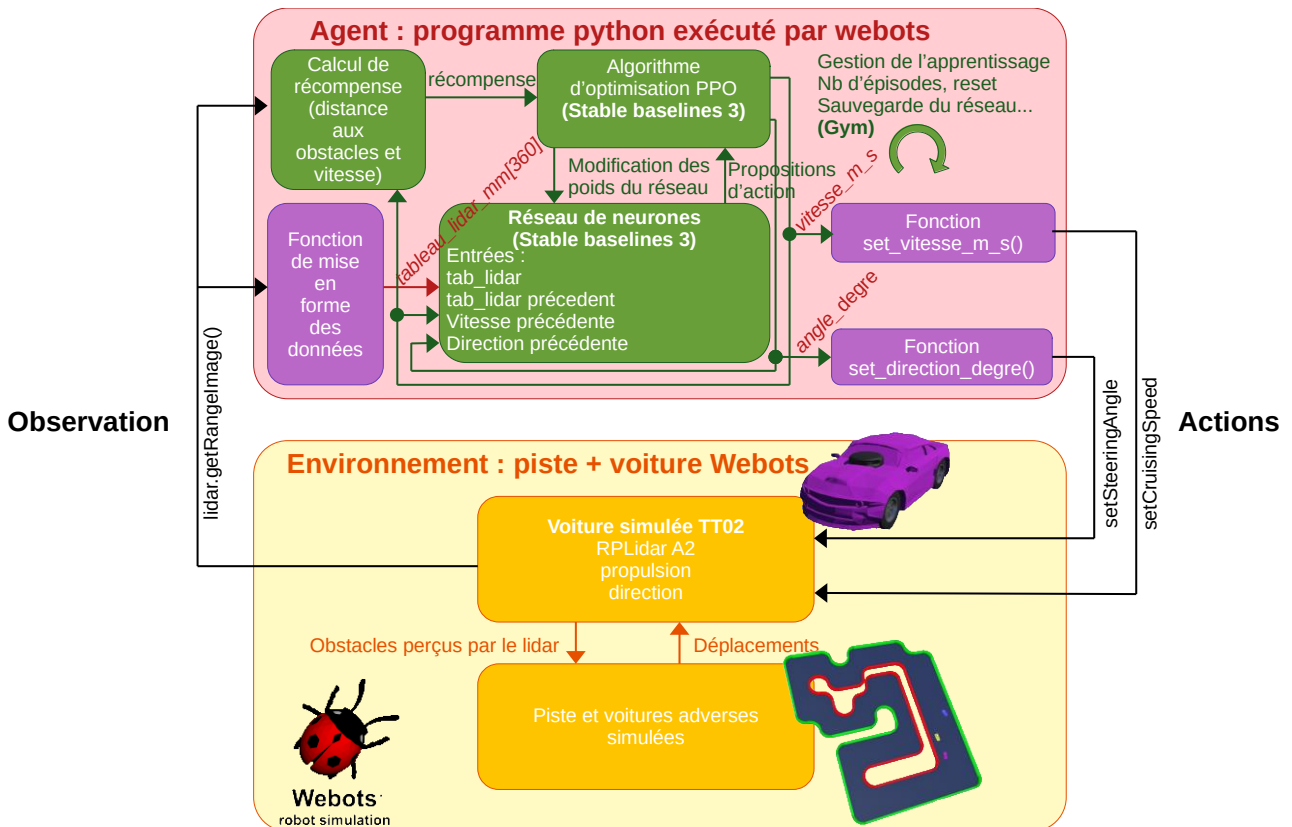 Agent : programme python exécuté par webots
Calcul de
récompense
(distance
aux
obstacles et
vitesse)
récompense
Algorithme
d'optimisation PPO
(Stable baselines 3)
Gestion de l'apprentissage
Nb d'épisodes, reset
Sauvegarde du réseau...
(Gym)
Modification des
poids du réseau
Propositions
d'action
tableau_lidar_mm[360]
vitesse_m_s
Fonction
de mise
en
forme
des
données
Réseau de neurones
(Stable baselines 3)
Entrées :
tab_lidar
tab_lidar précedent
Vitesse précédente
Direction précédente
Fonction
set_vitesse_m_s()
angle_degre
Fonction
set_direction_degre()
Observation
lidar.getRangeImage()
setSteeringAngle
setCruisingSpeed
Actions
Environnement : piste + voiture Webots
Voiture simulée TT02
RPLidar A2
propulsion
direction
Obstacles perçus par le lidar
Déplacements
Piste et voitures adverses
simulées
Webots
robot simulation